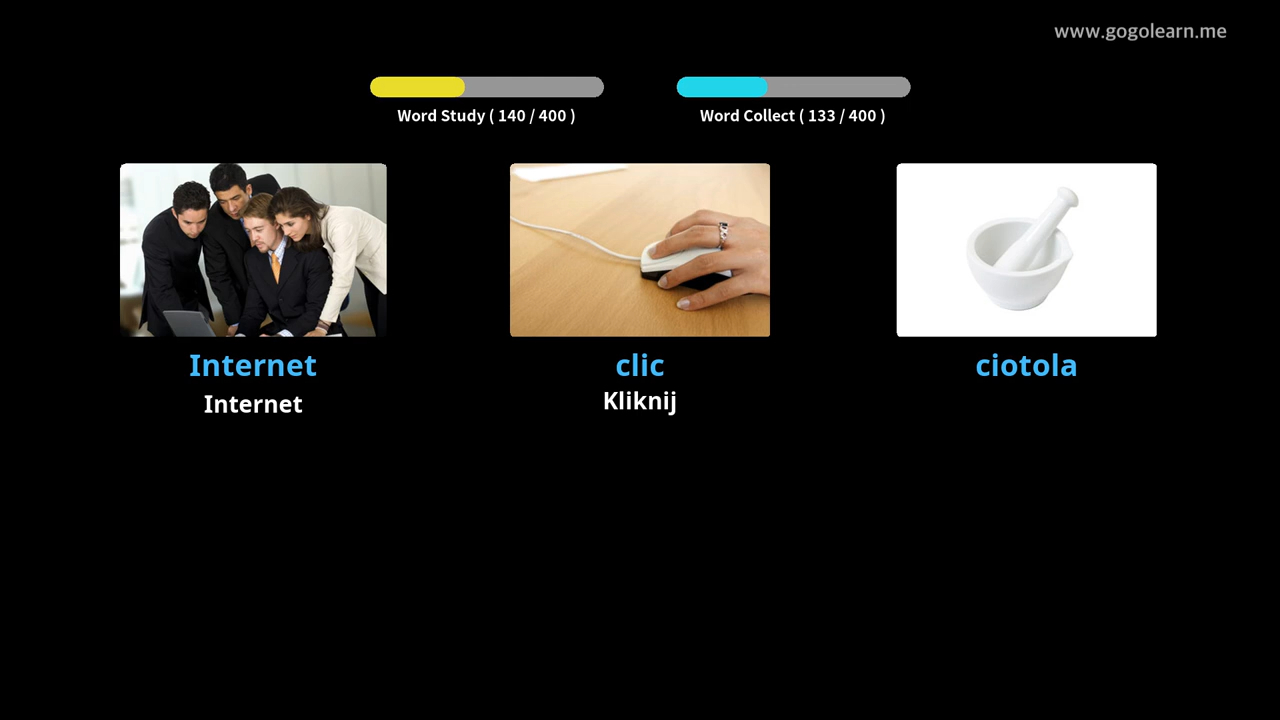 www.gogolearn.me
Word Study ( 140 / 400 )
Word Collect ( 133 / 400 )
Internet
Internet
clic
Kliknij
ciotola